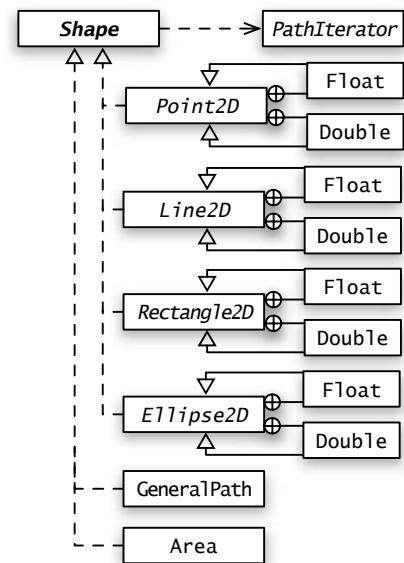 Shape
PathIterator
Float
Point2D
Double
Float
Line2D
Double
Float
Rectangle2D
Double
Float
Ellipse2D
Double
GeneralPath
Area